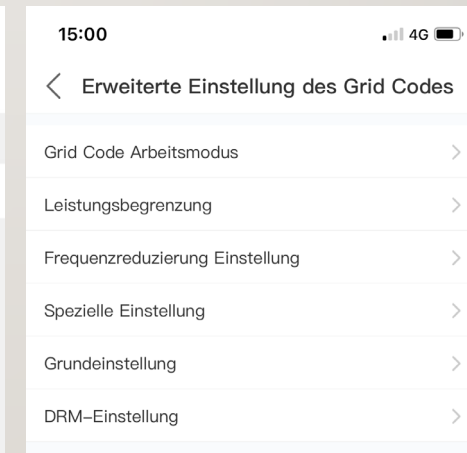 15:00
4G
Erweiterte Einstellung des Grid Codes
Grid Code Arbeitsmodus
Leistungsbegrenzung
Frequenzreduzierung Einstellung
Spezielle Einstellung
Grundeinstellung
DRM-Einstellung